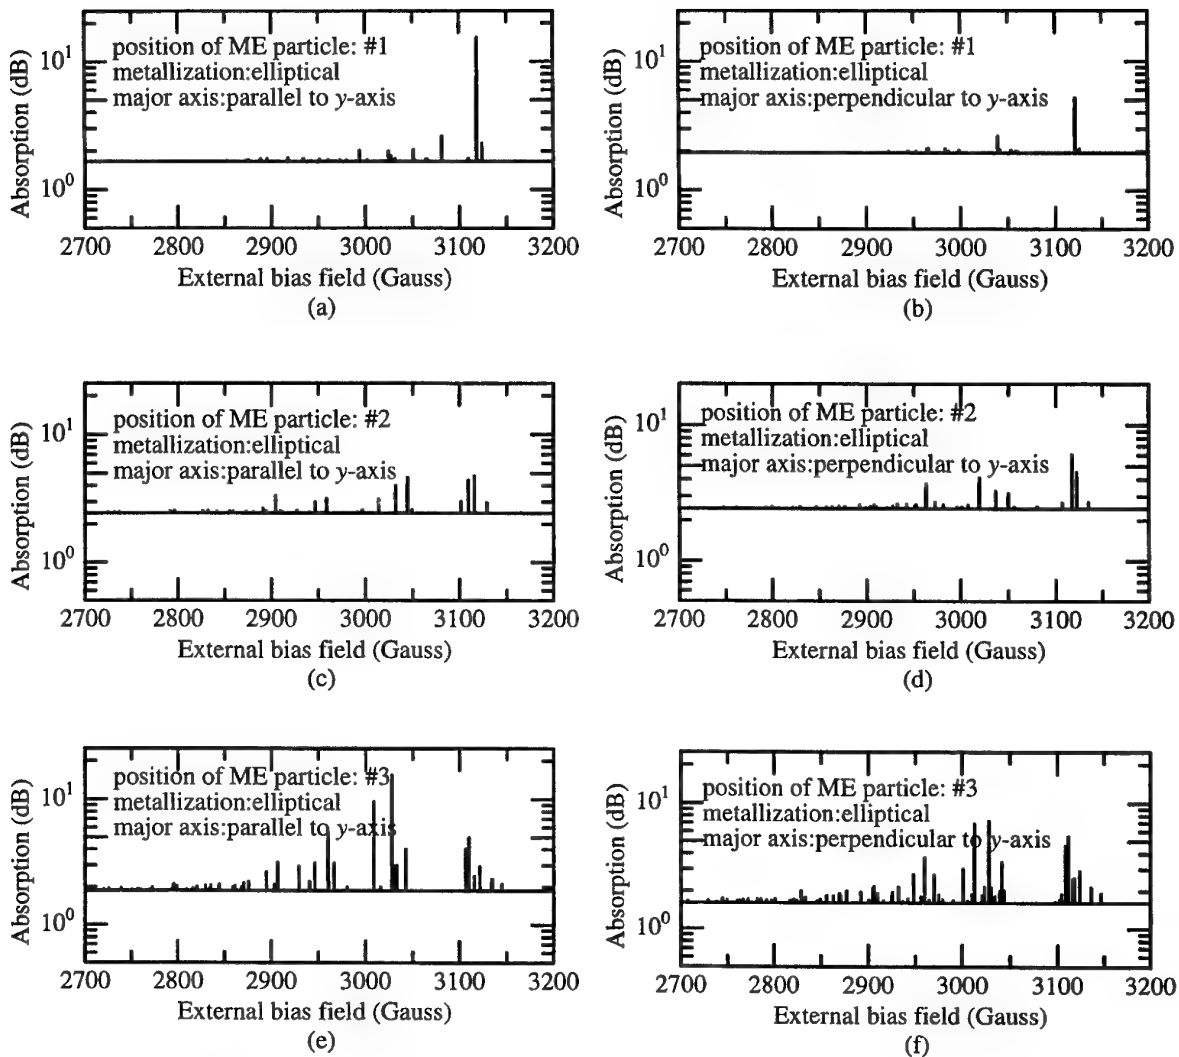 position of ME particle: #1
metallization:elliptical
major axis:parallel to y-axis
Absorption (dB)
10¹
10⁰
2700 2800 2900 3000 3100 3200
External bias field (Gauss)
(a)
position of ME particle: #1
metallization:elliptical
major axis:perpendicular to y-axis
Absorption (dB)
10¹
10⁰
2700 2800 2900 3000 3100 3200
External bias field (Gauss)
(b)
position of ME particle: #2
metallization:elliptical
major axis:parallel to y-axis
Absorption (dB)
10¹
10⁰
2700 2800 2900 3000 3100 3200
External bias field (Gauss)
(c)
position of ME particle: #2
metallization:elliptical
major axis:perpendicular to y-axis
Absorption (dB)
10¹
10⁰
2700 2800 2900 3000 3100 3200
External bias field (Gauss)
(d)
position of ME particle: #3
metallization:elliptical
major axis:parallel to y-axis
Absorption (dB)
10¹
10⁰
2700 2800 2900 3000 3100 3200
External bias field (Gauss)
(e)
position of ME particle: #3
metallization:elliptical
major axis:perpendicular to y-axis
Absorption (dB)
10¹
10⁰
2700 2800 2900 3000 3100 3200
External bias field (Gauss)
(f)